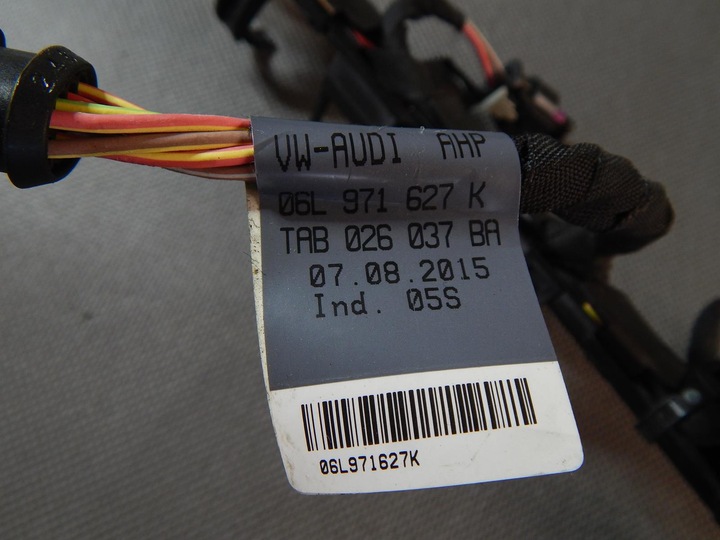 VW-AUDI AHP
06L 971 627 K
TAB 026 037 BA
07.08.2015
Ind. 05S
06L971627K